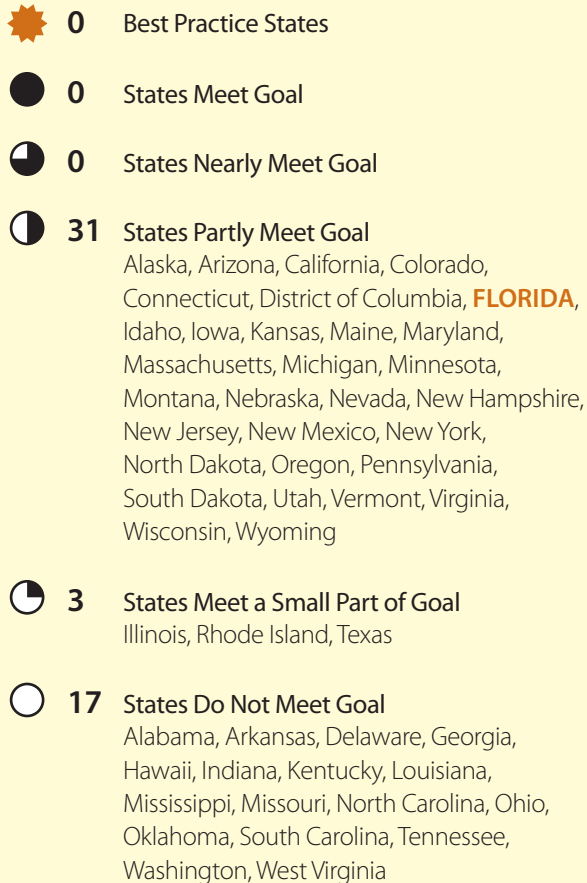 0 Best Practice States
0 States Meet Goal
0 States Nearly Meet Goal
31 States Partly Meet Goal
Alaska, Arizona, California, Colorado,
Connecticut, District of Columbia, FLORIDA,
Idaho, Iowa, Kansas, Maine, Maryland,
Massachusetts, Michigan, Minnesota,
Montana, Nebraska, Nevada, New Hampshire,
New Jersey, New Mexico, New York,
North Dakota, Oregon, Pennsylvania,
South Dakota, Utah, Vermont, Virginia,
Wisconsin, Wyoming
3 States Meet a Small Part of Goal
Illinois, Rhode Island, Texas
17 States Do Not Meet Goal
Alabama, Arkansas, Delaware, Georgia,
Hawaii, Indiana, Kentucky, Louisiana,
Mississippi, Missouri, North Carolina, Ohio,
Oklahoma, South Carolina, Tennessee,
Washington, West Virginia